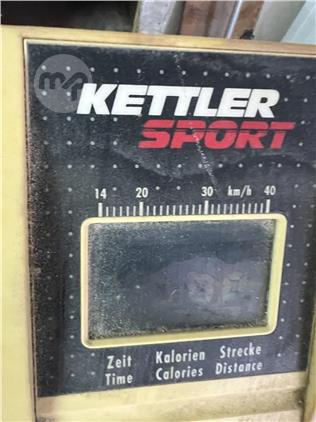 KETTLER
SPORT
14 20 30 km/h 40
Zeit Kalorien Strecke
Time Calories Distance